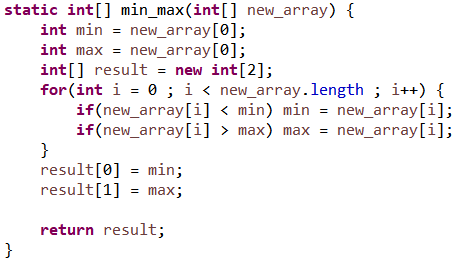 static int[] min_max(int[] new_array) {
    int min = new_array[0];
    int max = new_array[0];
    int[] result = new int[2];
    for(int i = 0 ; i < new_array.length ; i++) {
        if(new_array[i] < min) min = new_array[i];
        if(new_array[i] > max) max = new_array[i];
    }
    result[0] = min;
    result[1] = max;

    return result;
}